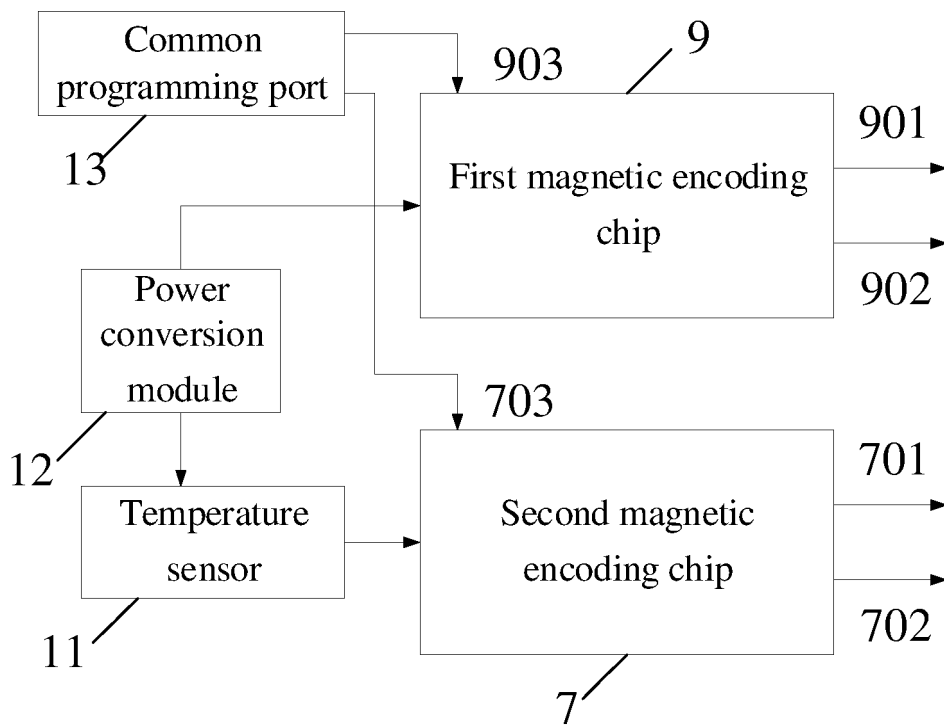 Common
programming port
13
903
9
First magnetic encoding
chip
901
902
Power
conversion
module
12
703
Temperature
sensor
11
Second magnetic
encoding chip
701
702
7